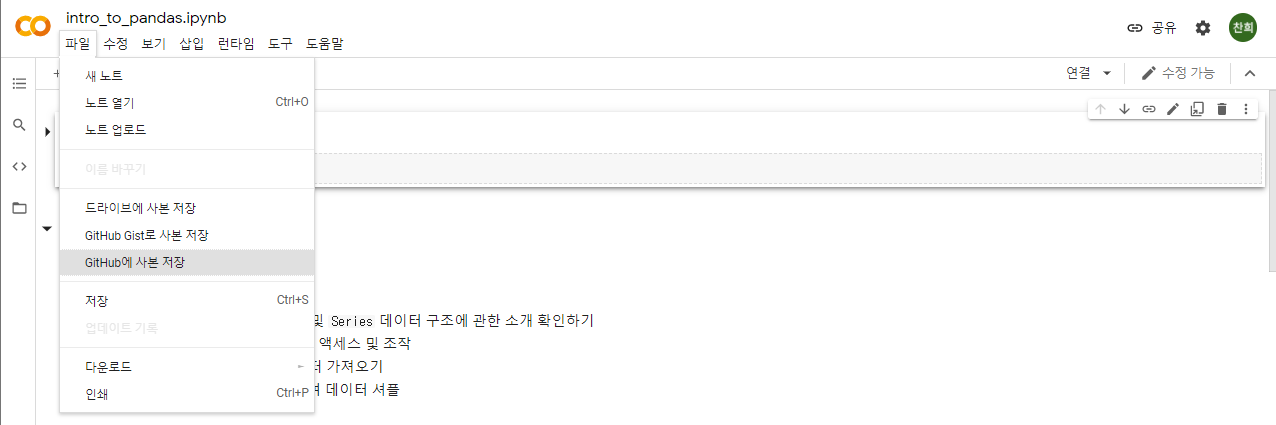 intro_to_pandas.ipynb
파일 수정 보기 삽입 런타임 도구 도움말
공유
찬희
연결
수정 가능
새 노트
노트 열기 Ctrl+O
노트 업로드
이름 바꾸기
드라이브에 사본 저장
GitHub Gist로 사본 저장
GitHub에 사본 저장
저장 Ctrl+S
업데이트 기록
다운로드
인쇄 Ctrl+P
및 Series 데이터 구조에 관한 소개 확인하기
액세스 및 조작
가져오기
데이터 셔플